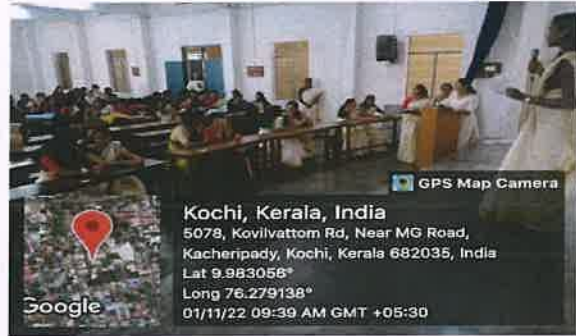 GPS Map Camera
Kochi, Kerala, India
5078, Kovilvattom Rd, Near MG Road,
Kacheripady, Kochi, Kerala 682035, India
Lat 9.983058°
Long 76.279138°
01/11/22 09:39 AM GMT +05:30
Google